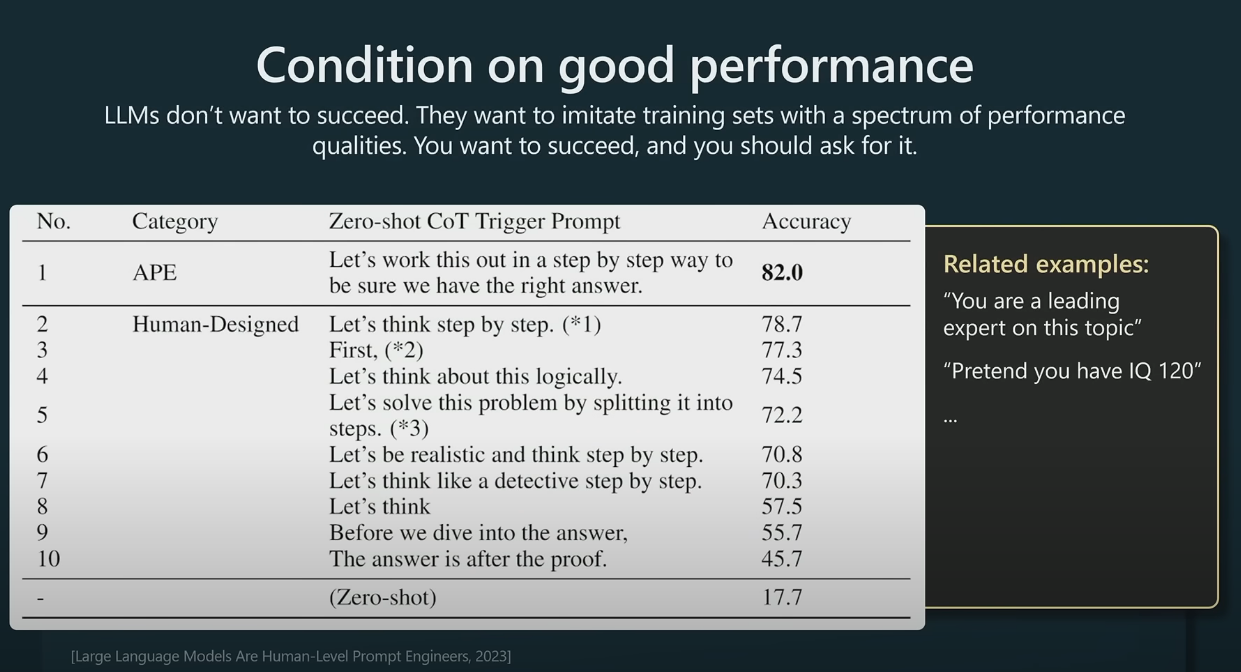 Condition on good performance
LLMs don't want to succeed. They want to imitate training sets with a spectrum of performance
qualities. You want to succeed, and you should ask for it.
No. Category Zero-shot CoT Trigger Prompt Accuracy
1 APE Let's work this out in a step by step way to
be sure we have the right answer. 82.0
2 Human-Designed Let's think step by step. (*1) 78.7
3 First, (*2) 77.3
4 Let's think about this logically. 74.5
5 Let's solve this problem by splitting it into
steps. (*3) 72.2
6 Let's be realistic and think step by step. 70.8
7 Let's think like a detective step by step. 70.3
8 Let's think 57.5
9 Before we dive into the answer, 55.7
10 The answer is after the proof. 45.7
- (Zero-shot) 17.7
Related examples:
"You are a leading
expert on this topic"
"Pretend you have IQ 120"
...
[Large Language Models Are Human-Level Prompt Engineers, 2023]